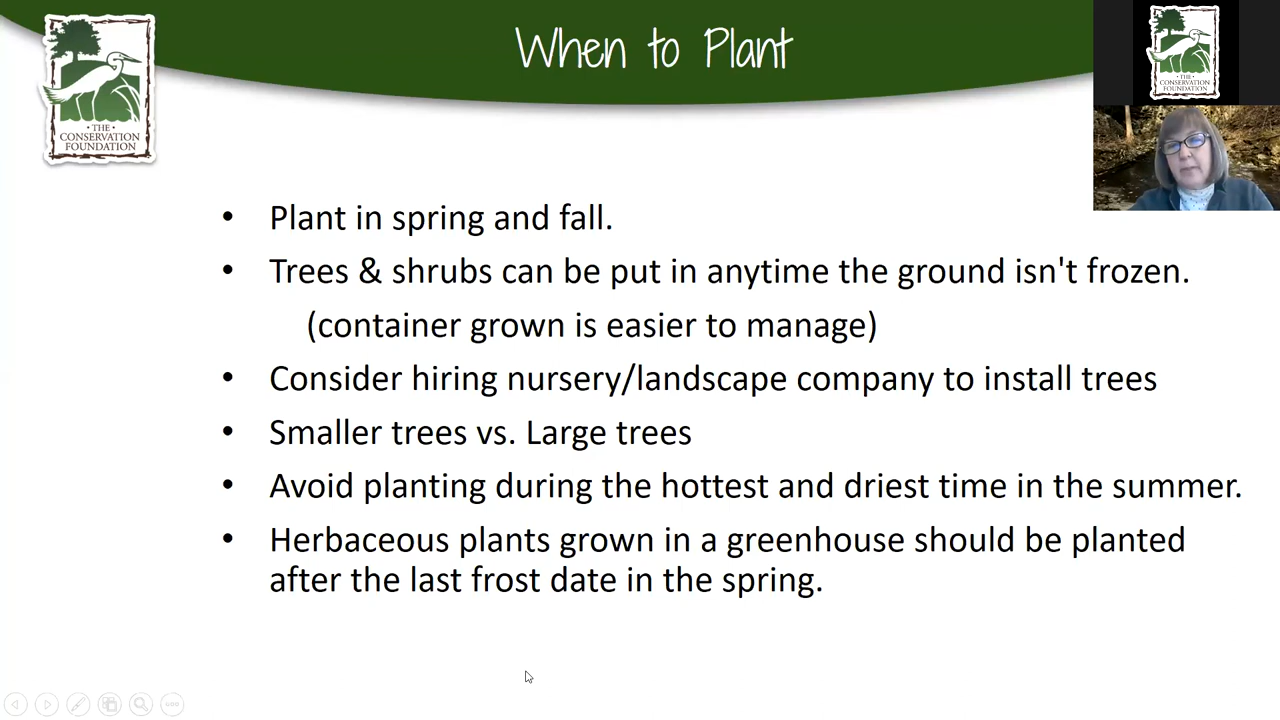 When to Plant
• THE •
CONSERVATION
FOUNDATION
THE
CONSERVATION
FOUNDATION
• Plant in spring and fall.
• Trees & shrubs can be put in anytime the ground isn't frozen.
(container grown is easier to manage)
• Consider hiring nursery/landscape company to install trees
• Smaller trees vs. Large trees
• Avoid planting during the hottest and driest time in the summer.
• Herbaceous plants grown in a greenhouse should be planted
after the last frost date in the spring.